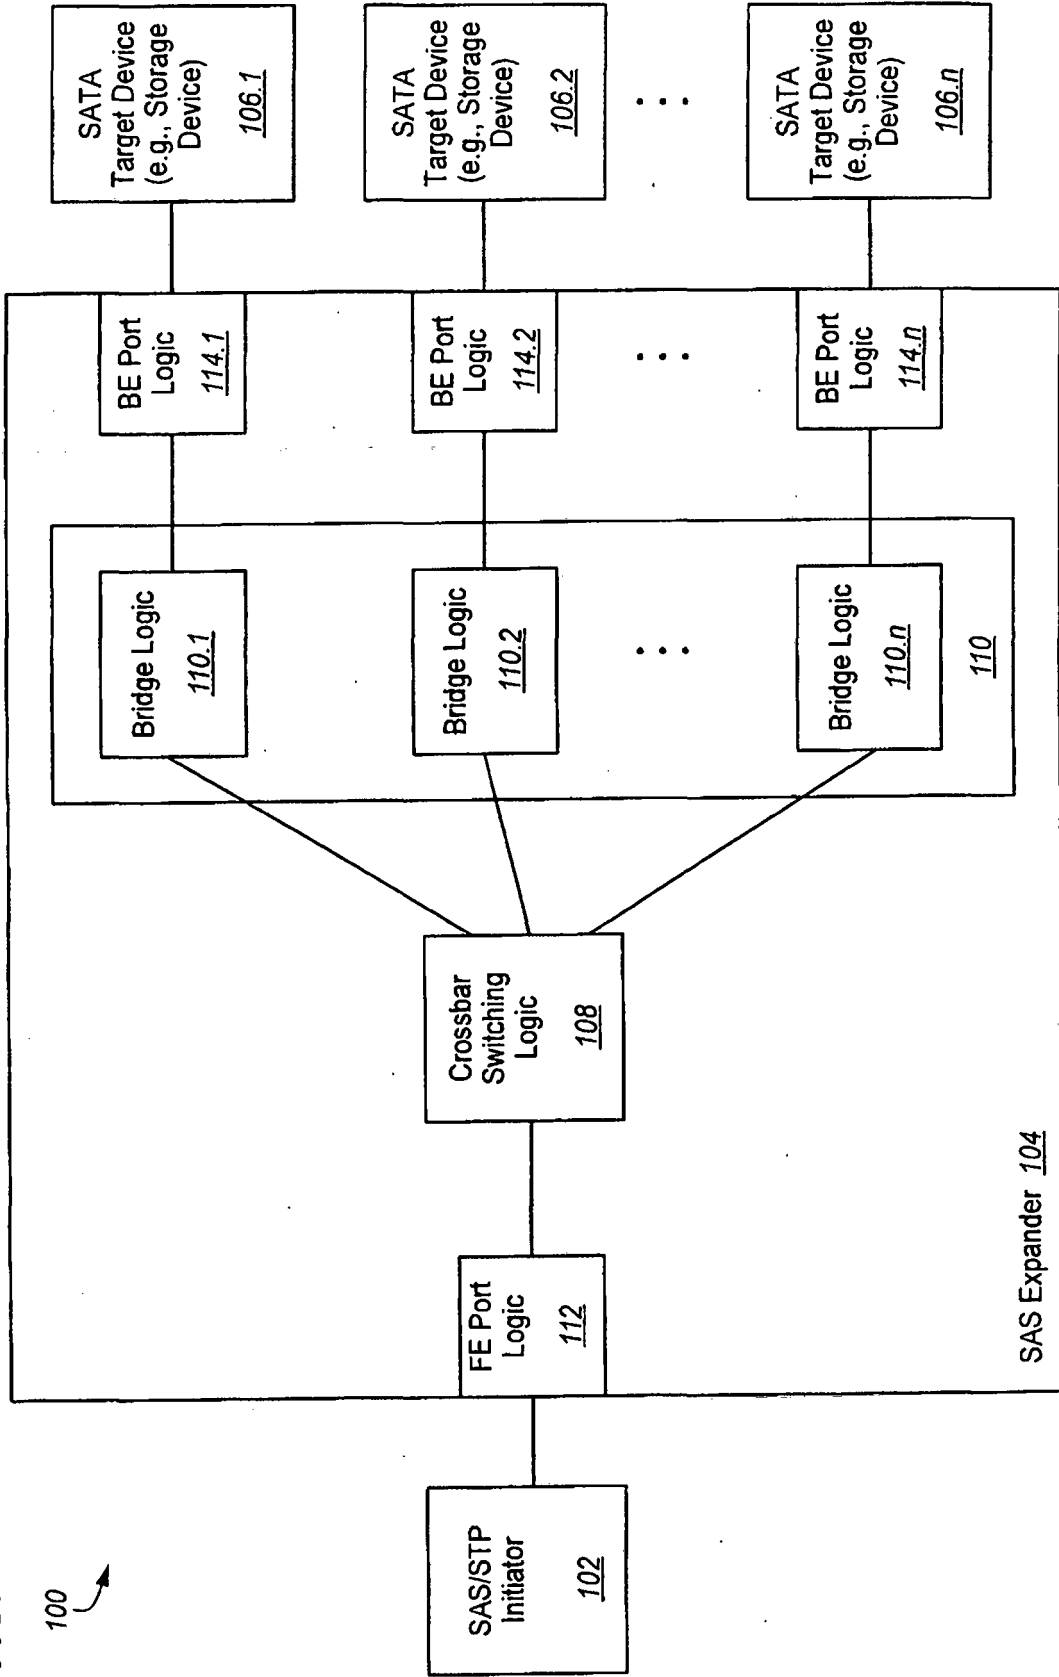 100
SAS/STP
Initiator
102
SAS Expander 104
FE Port
Logic
112
Crossbar
Switching
Logic
108
Bridge Logic
110.1
Bridge Logic
110.2
• • •
Bridge Logic
110.n
110
BE Port
Logic
114.1
BE Port
Logic
114.2
• • •
BE Port
Logic
114.n
SATA
Target Device
(e.g., Storage
Device)
106.1
SATA
Target Device
(e.g., Storage
Device)
106.2
• • •
SATA
Target Device
(e.g., Storage
Device)
106.n